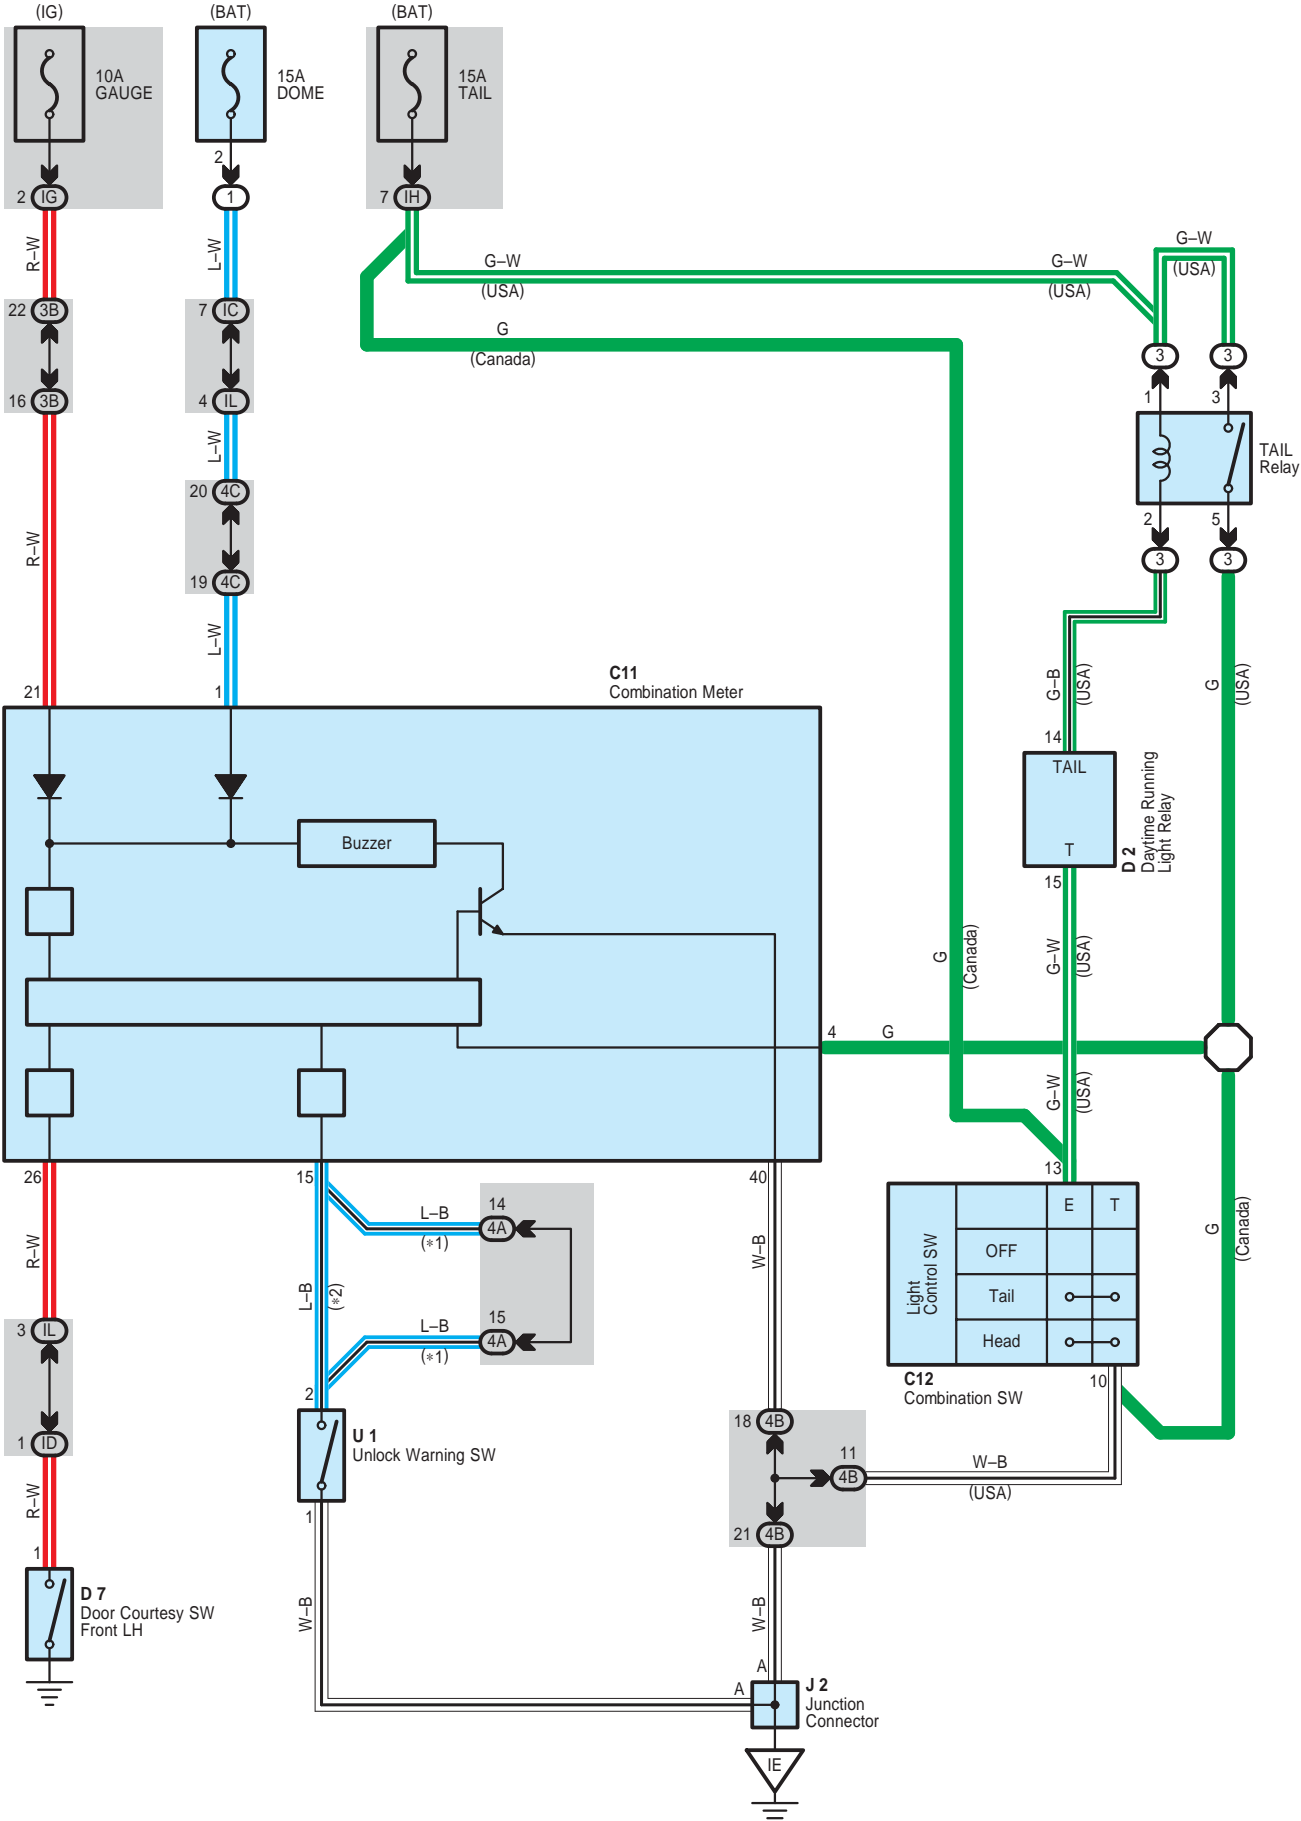 (IG)
(BAT)
(BAT)
10A
GAUGE
15A
DOME
15A
TAIL
2
2 IG
1
7 IH
R–W
L–W
G–W
(USA)
G–W
(USA)
G–W
(USA)
G
(Canada)
22 3B
7 IC
3
3
1
3
16 3B
4 IL
L–W
TAIL
Relay
20 4C
2
5
R–W
3
3
19 4C
L–W
G–B
(USA)
G
(USA)
C11
Combination Meter
21
1
14
TAIL
T
D 2
Daytime Running
Light Relay
15
Buzzer
G
(Canada)
G–W
(USA)
4
G
G–W
(USA)
26
15
40
13
R–W
L–B
(∗1)
14
4A
L–B
(∗2)
W–B
E T
OFF
Tail
Head
Light
Control SW
G
(Canada)
15
4A
L–B
(∗1)
3 IL
C12
Combination SW
10
2
1 ID
U 1
Unlock Warning SW
18 4B
11
4B
W–B
(USA)
21 4B
R–W
1
1
D 7
Door Courtesy SW
Front LH
W–B
W–B
A
A
J 2
Junction
Connector
IE